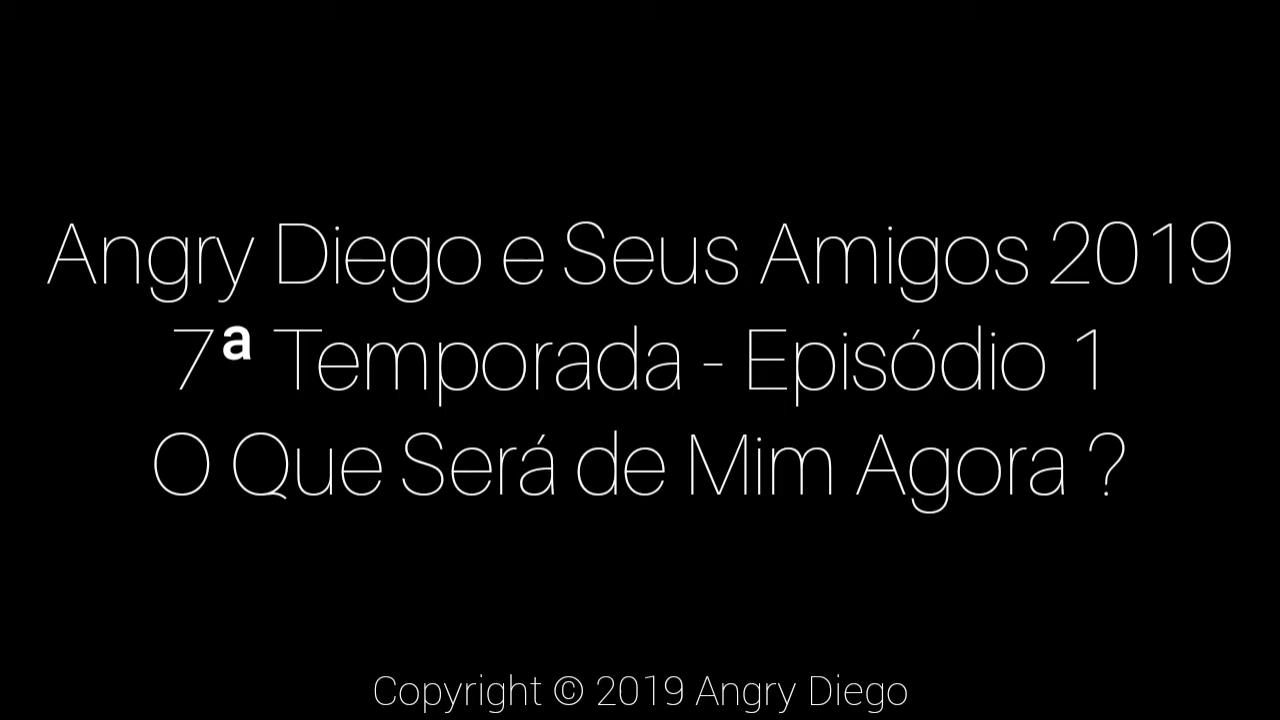 Angry Diego e Seus Amigos 2019
7ª Temporada - Episódio 1
O Que Será de Mim Agora ?
Copyright © 2019 Angry Diego